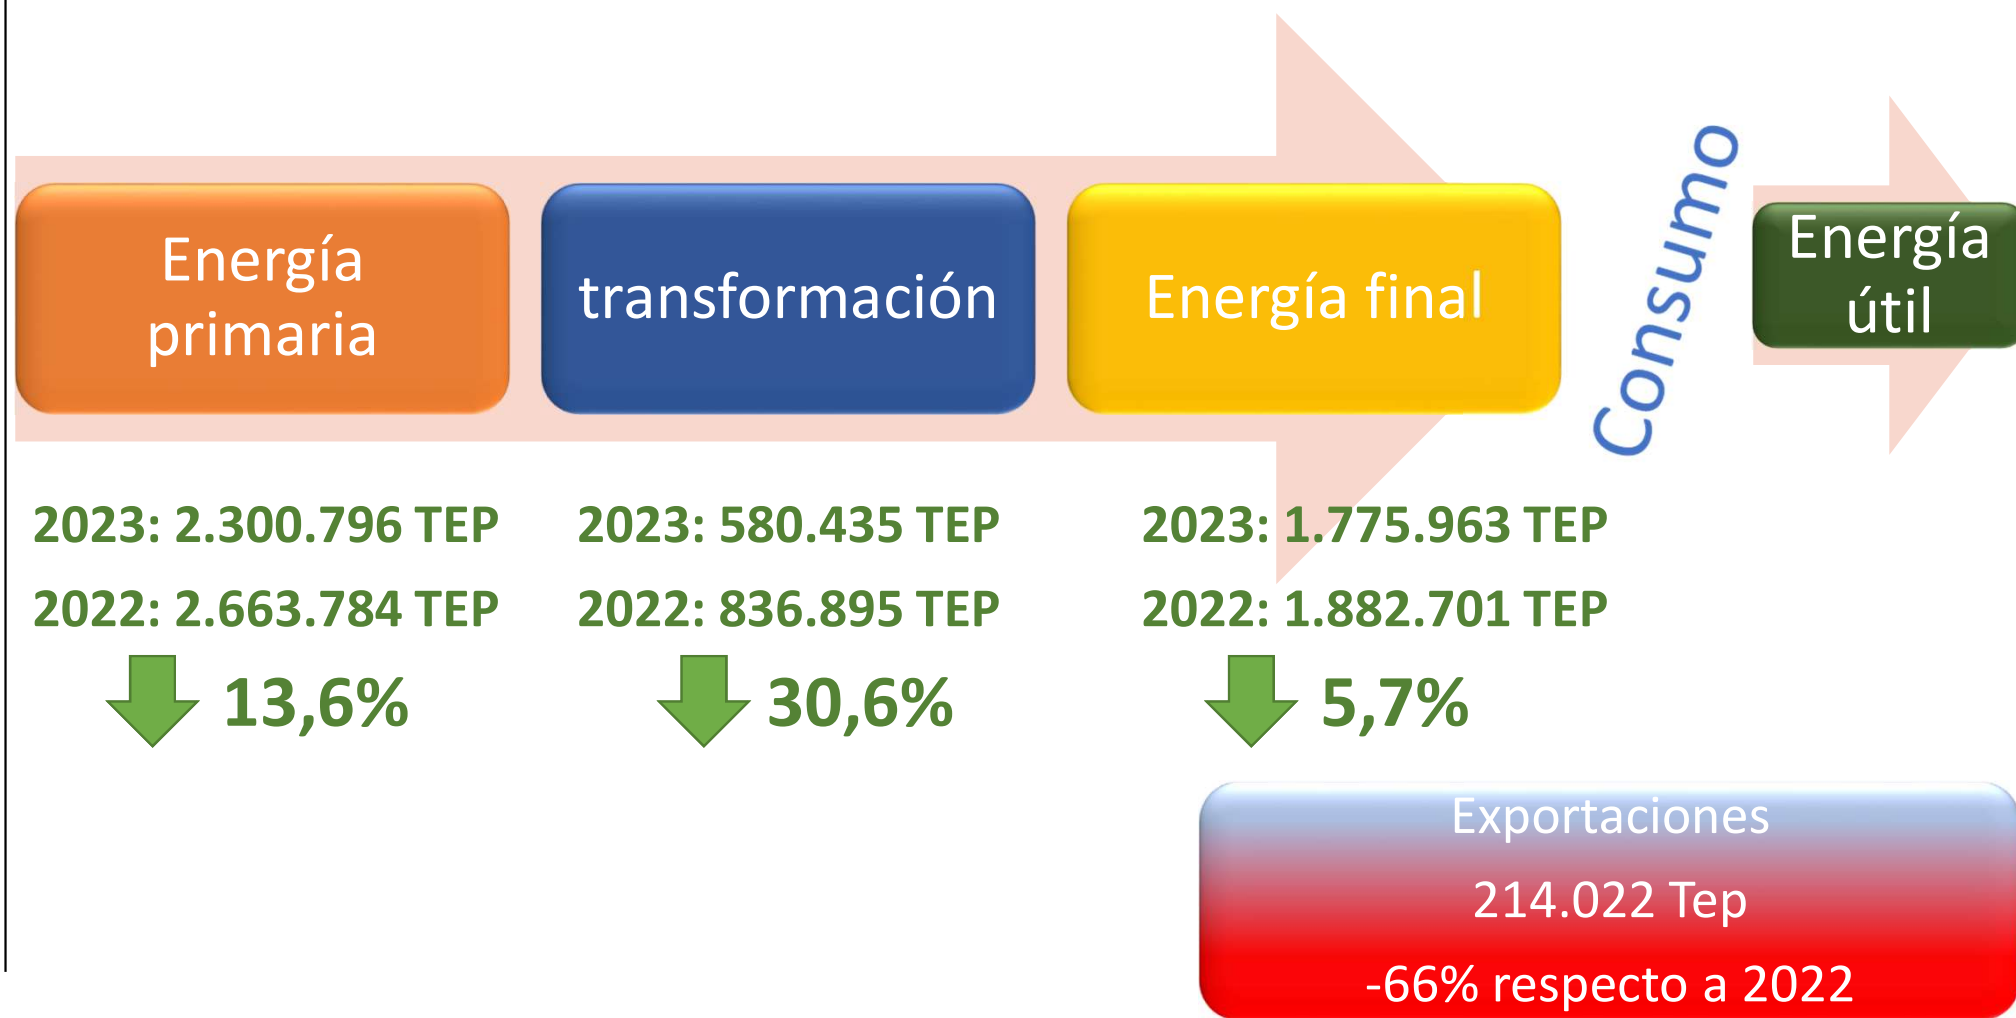 Energía
primaria
transformación
Energía final
Consumo
Energía
útil
2023: 2.300.796 TEP
2022: 2.663.784 TEP
13,6%
2023: 580.435 TEP
2022: 836.895 TEP
30,6%
2023: 1.775.963 TEP
2022: 1.882.701 TEP
5,7%
Exportaciones
214.022 Tep
-66% respecto a 2022